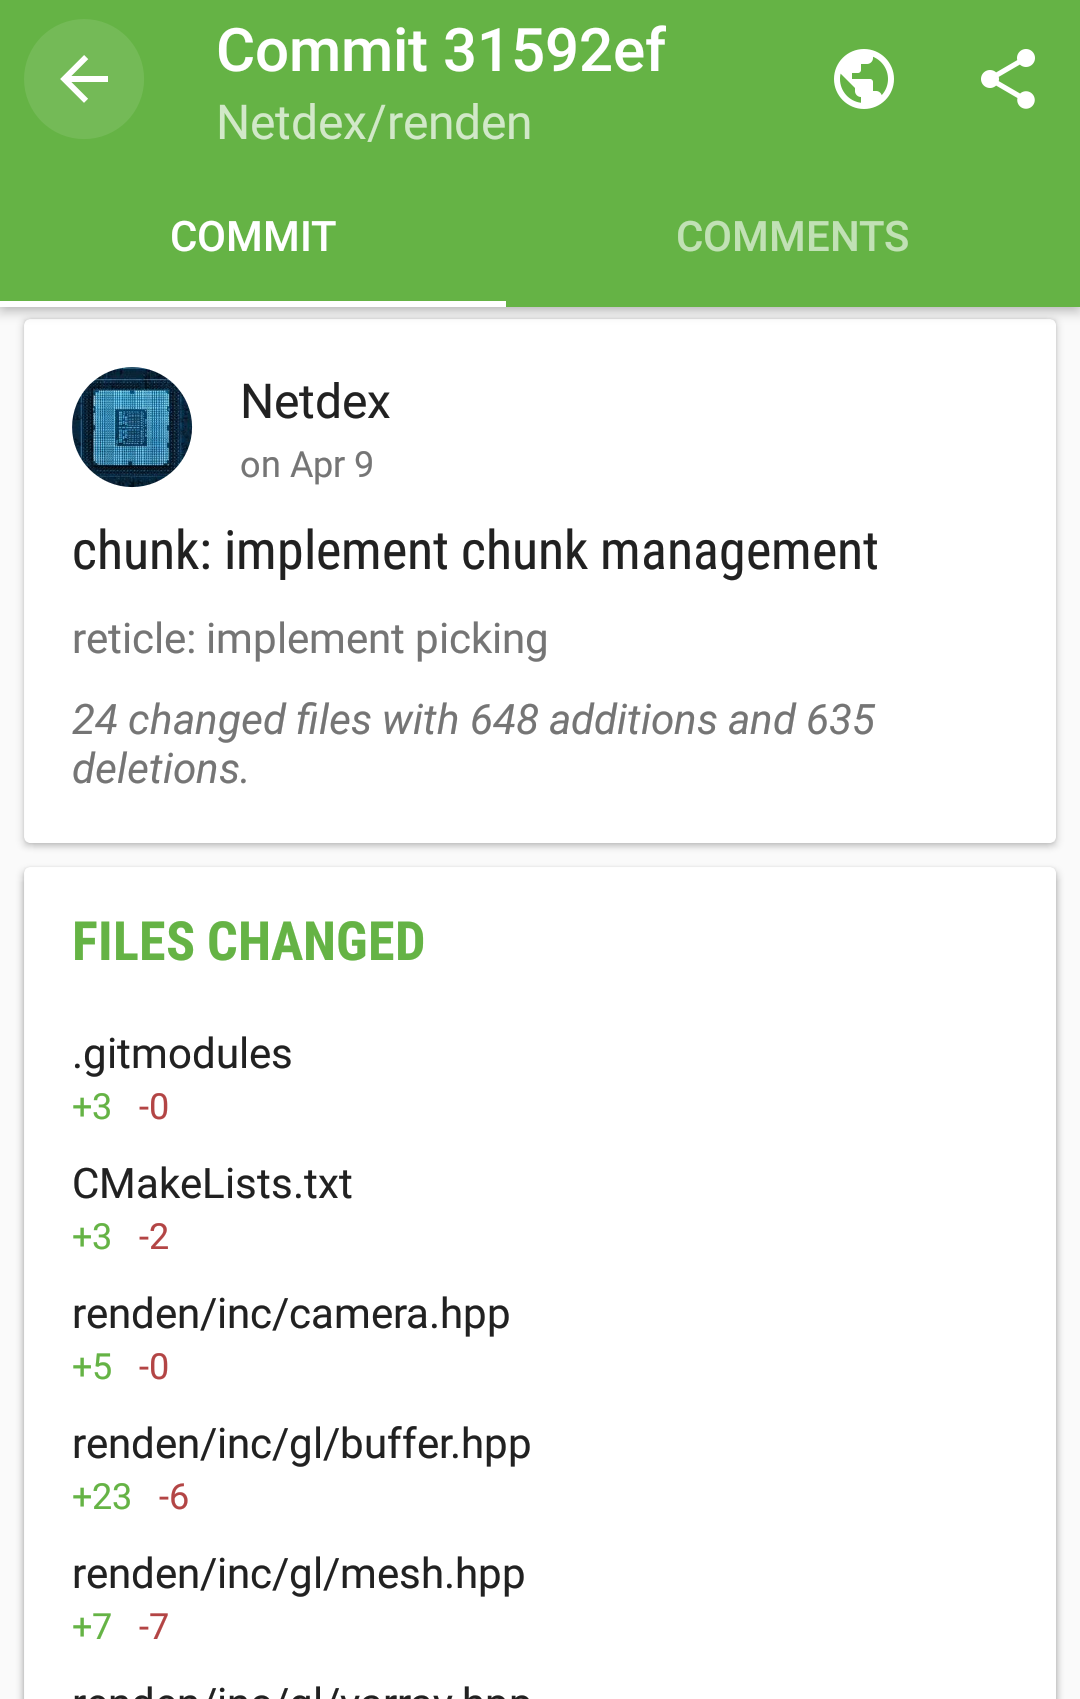 Commit 31592ef
Netdex/renden
COMMIT
COMMENTS
Netdex
on Apr 9
chunk: implement chunk management
reticle: implement picking
24 changed files with 648 additions and 635
deletions.
FILES CHANGED
.gitmodules
+3 -0
CMakeLists.txt
+3 -2
renden/inc/camera.hpp
+5 -0
renden/inc/gl/buffer.hpp
+23 -6
renden/inc/gl/mesh.hpp
+7 -7